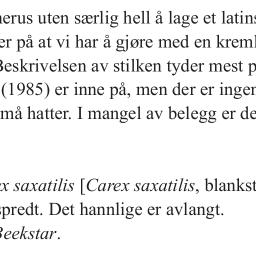 nerus uten særlig hell å lage et latins
er på at vi har å gjøre med en kreml
Beskrivelsen av stilken tyder mest p
(1985) er inne på, men der er ingen
må hatter. I mangel av belegg er de
x saxatilis [Carex saxatilis, blankst
spredt. Det hannlige er avlangt.
Beekstar.